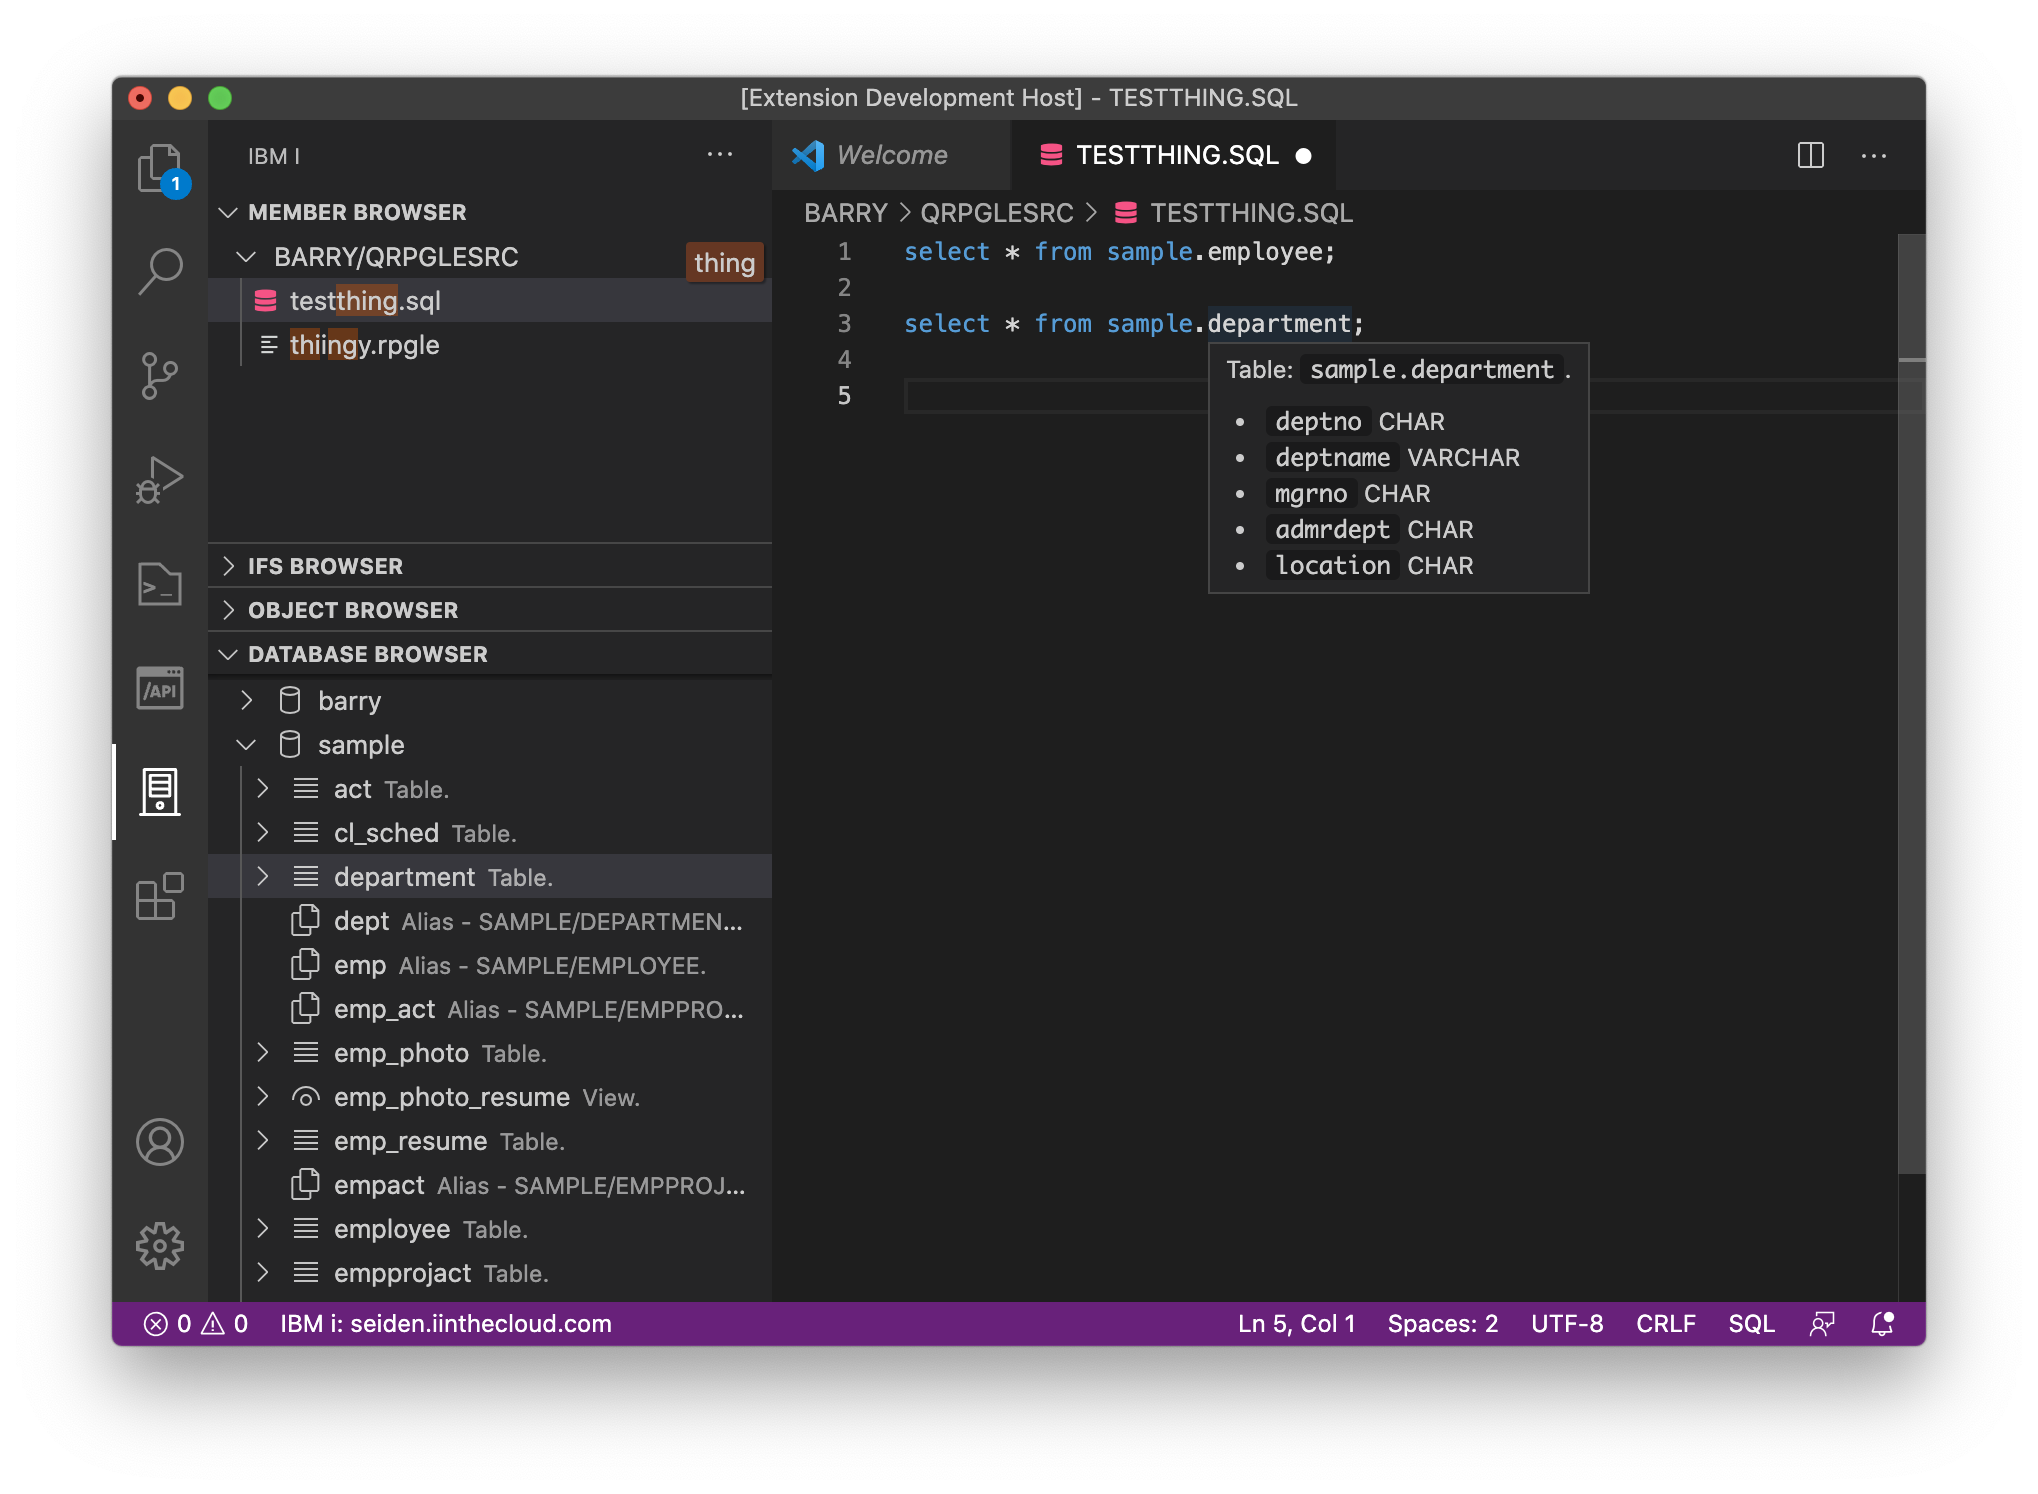 [Extension Development Host] - TESTTHING.SQL
1
IBM I
MEMBER BROWSER
BARRY/QRPGLESRC
thing
testthing.sql
thiingy.rpgle
IFS BROWSER
OBJECT BROWSER
DATABASE BROWSER
/API
barry
sample
act Table.
cl_sched Table.
department Table.
dept Alias - SAMPLE/DEPARTMEN...
emp Alias - SAMPLE/EMPLOYEE.
emp_act Alias - SAMPLE/EMPPRO...
emp_photo Table.
emp_photo_resume View.
emp_resume Table.
empact Alias - SAMPLE/EMPPROJ...
employee Table.
empprojact Table.
Welcome
TESTTHING.SQL
BARRY > QRPGLESRC > TESTTHING.SQL
1 select * from sample.employee;
2
3 select * from sample.department;
4
5
Table: sample.department.
• deptno CHAR
• deptname VARCHAR
• mgrno CHAR
• admrdept CHAR
• location CHAR
0 0 IBM i: seiden.iinthecloud.com
Ln 5, Col 1 Spaces: 2 UTF-8 CRLF SQL